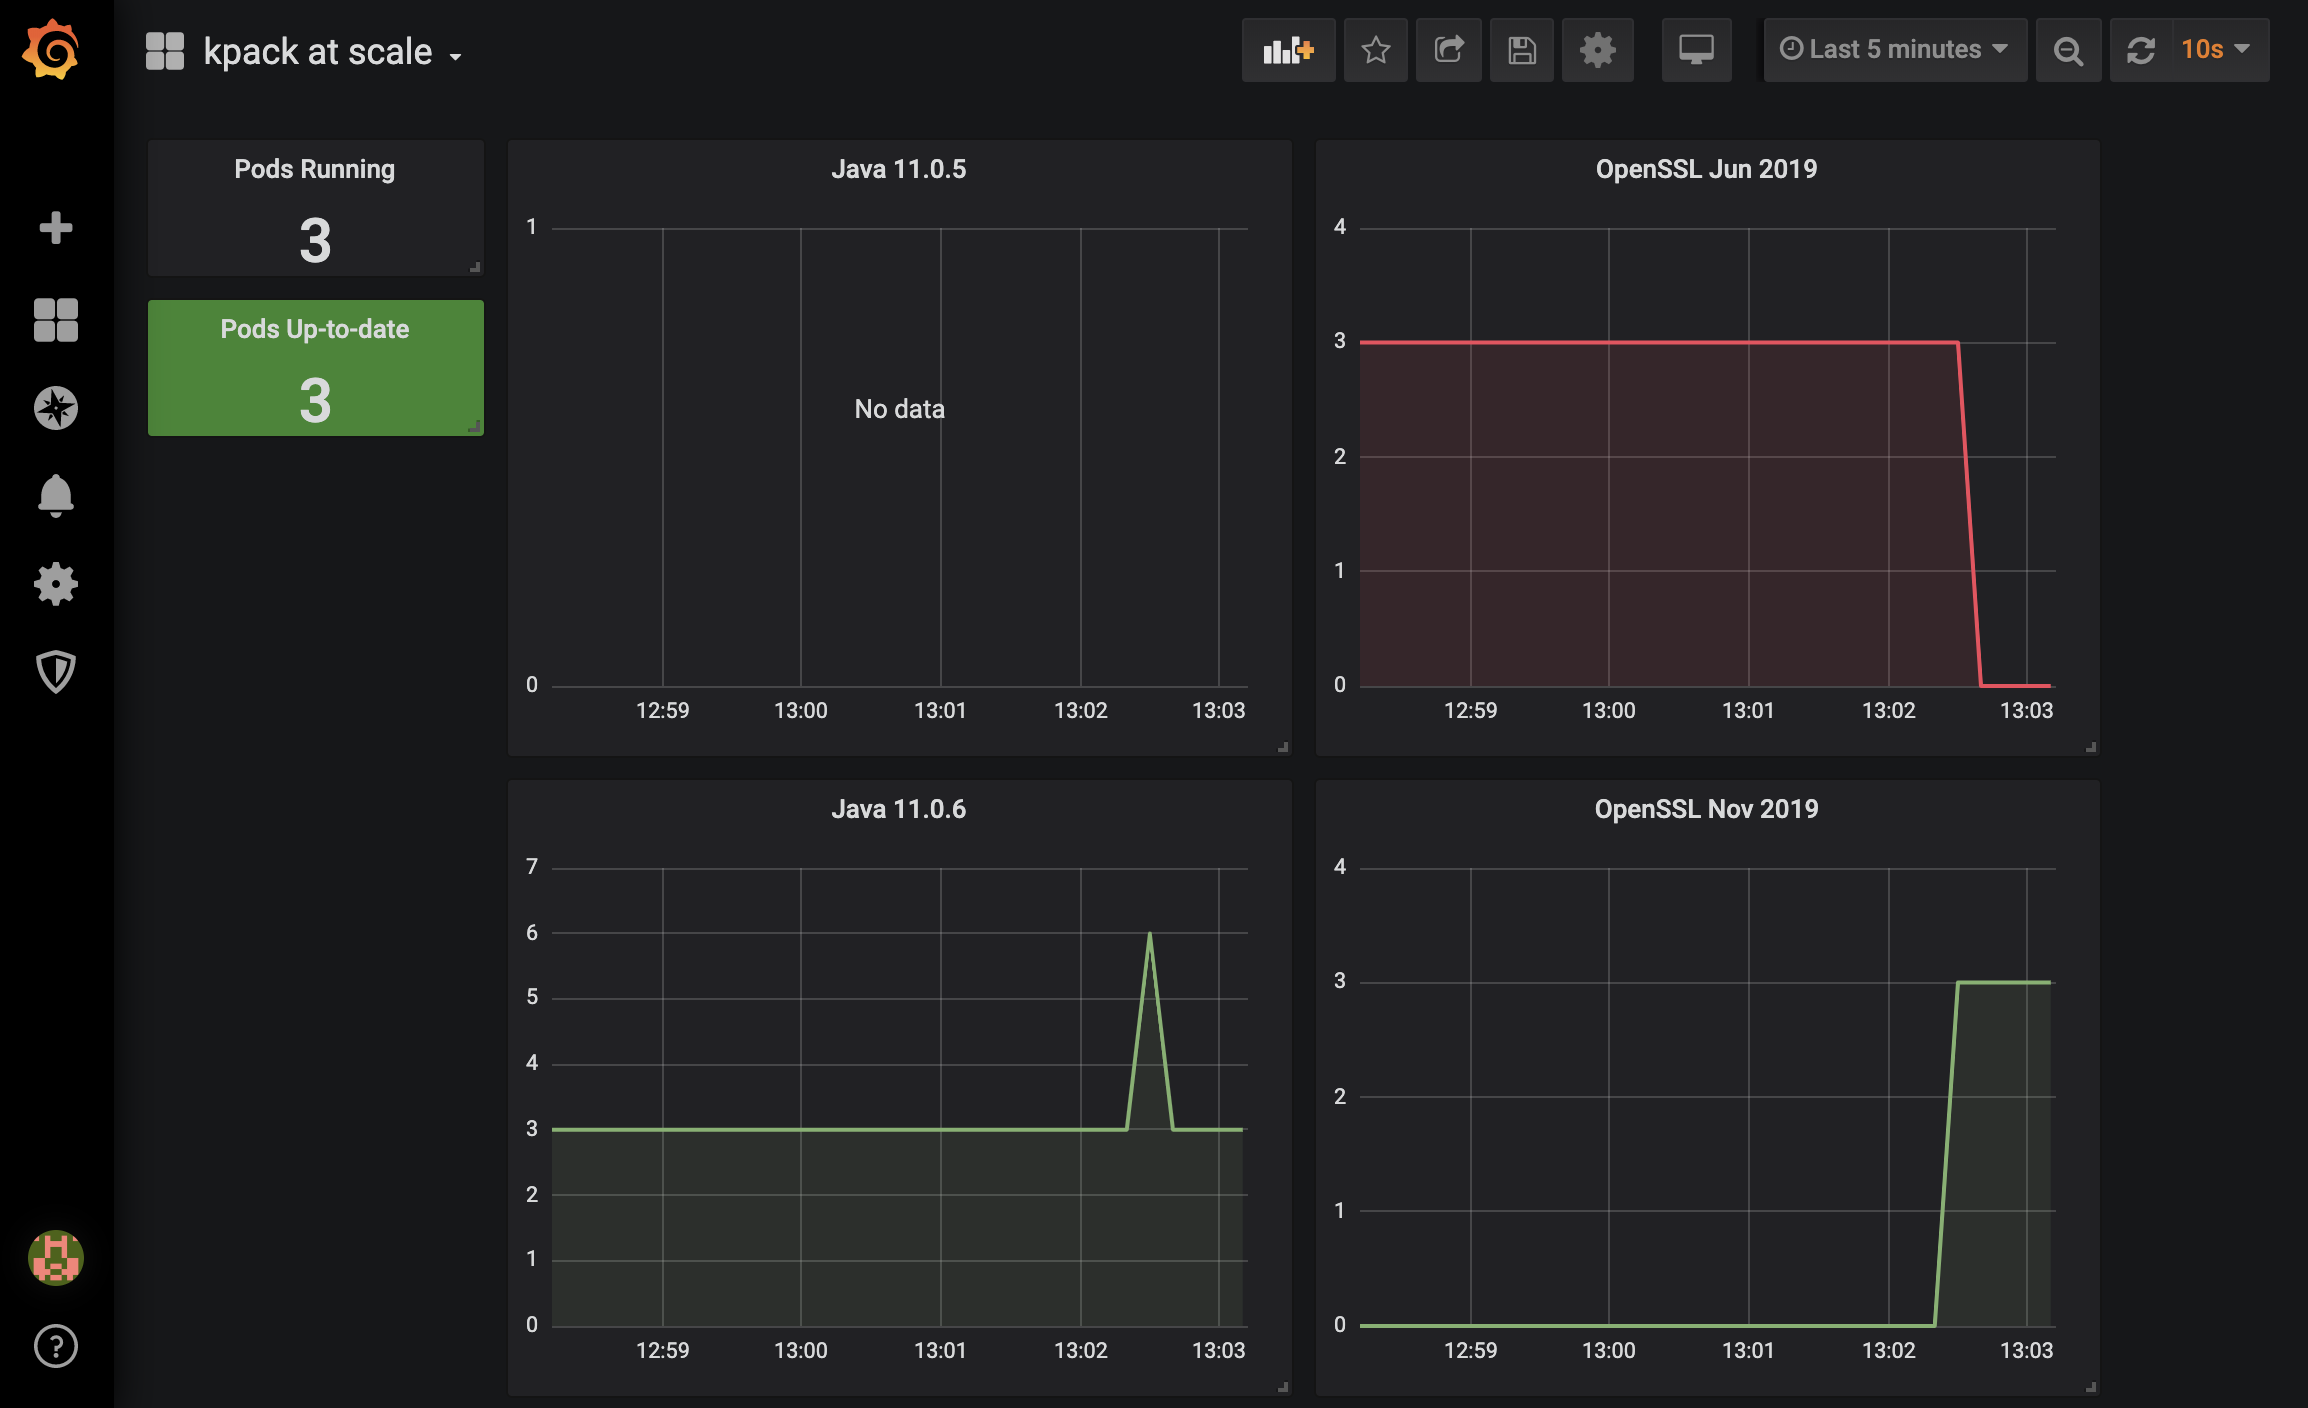 kpack at scale
Last 5 minutes
10s
Pods Running
3
Pods Up-to-date
3
Java 11.0.5
1
No data
0
12:59 13:00 13:01 13:02 13:03
OpenSSL Jun 2019
4
3
2
1
0
12:59 13:00 13:01 13:02 13:03
Java 11.0.6
7
6
5
4
3
2
1
0
12:59 13:00 13:01 13:02 13:03
OpenSSL Nov 2019
4
3
2
1
0
12:59 13:00 13:01 13:02 13:03
?